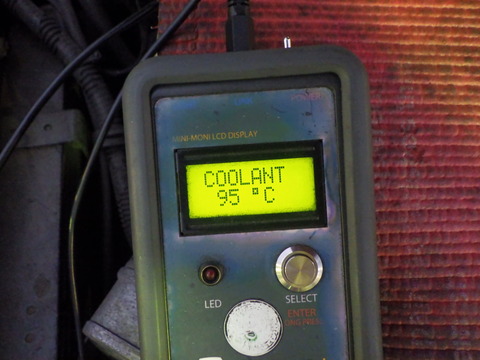 MINI-MONI LCD DISPLAY
COOLANT
95 °C
LED
SELECT
ENTER